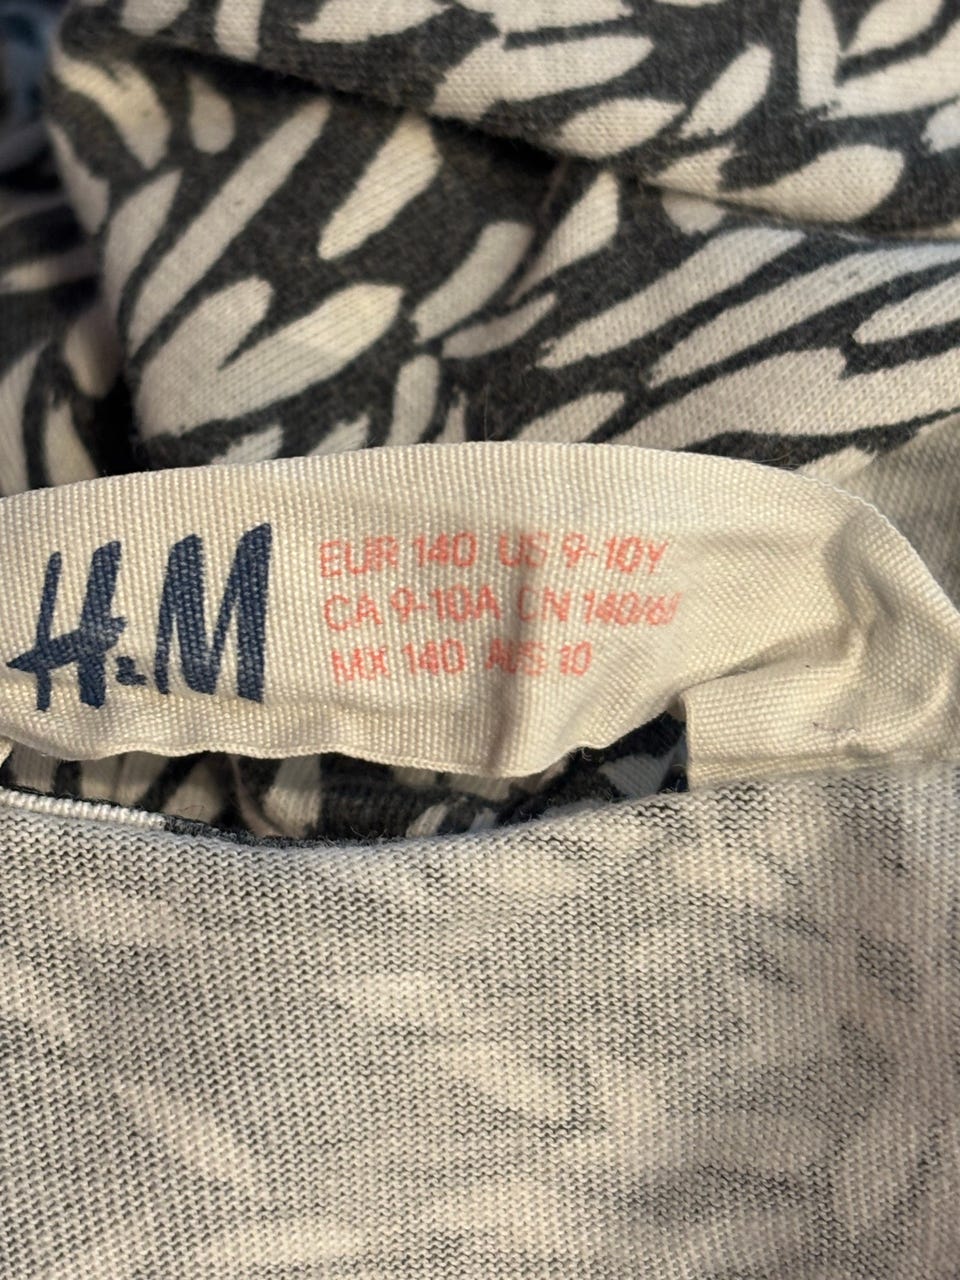 H&M
EUR 140 US 9-10Y
CA 9-10A CN 140/68
MX 140 AUS 10